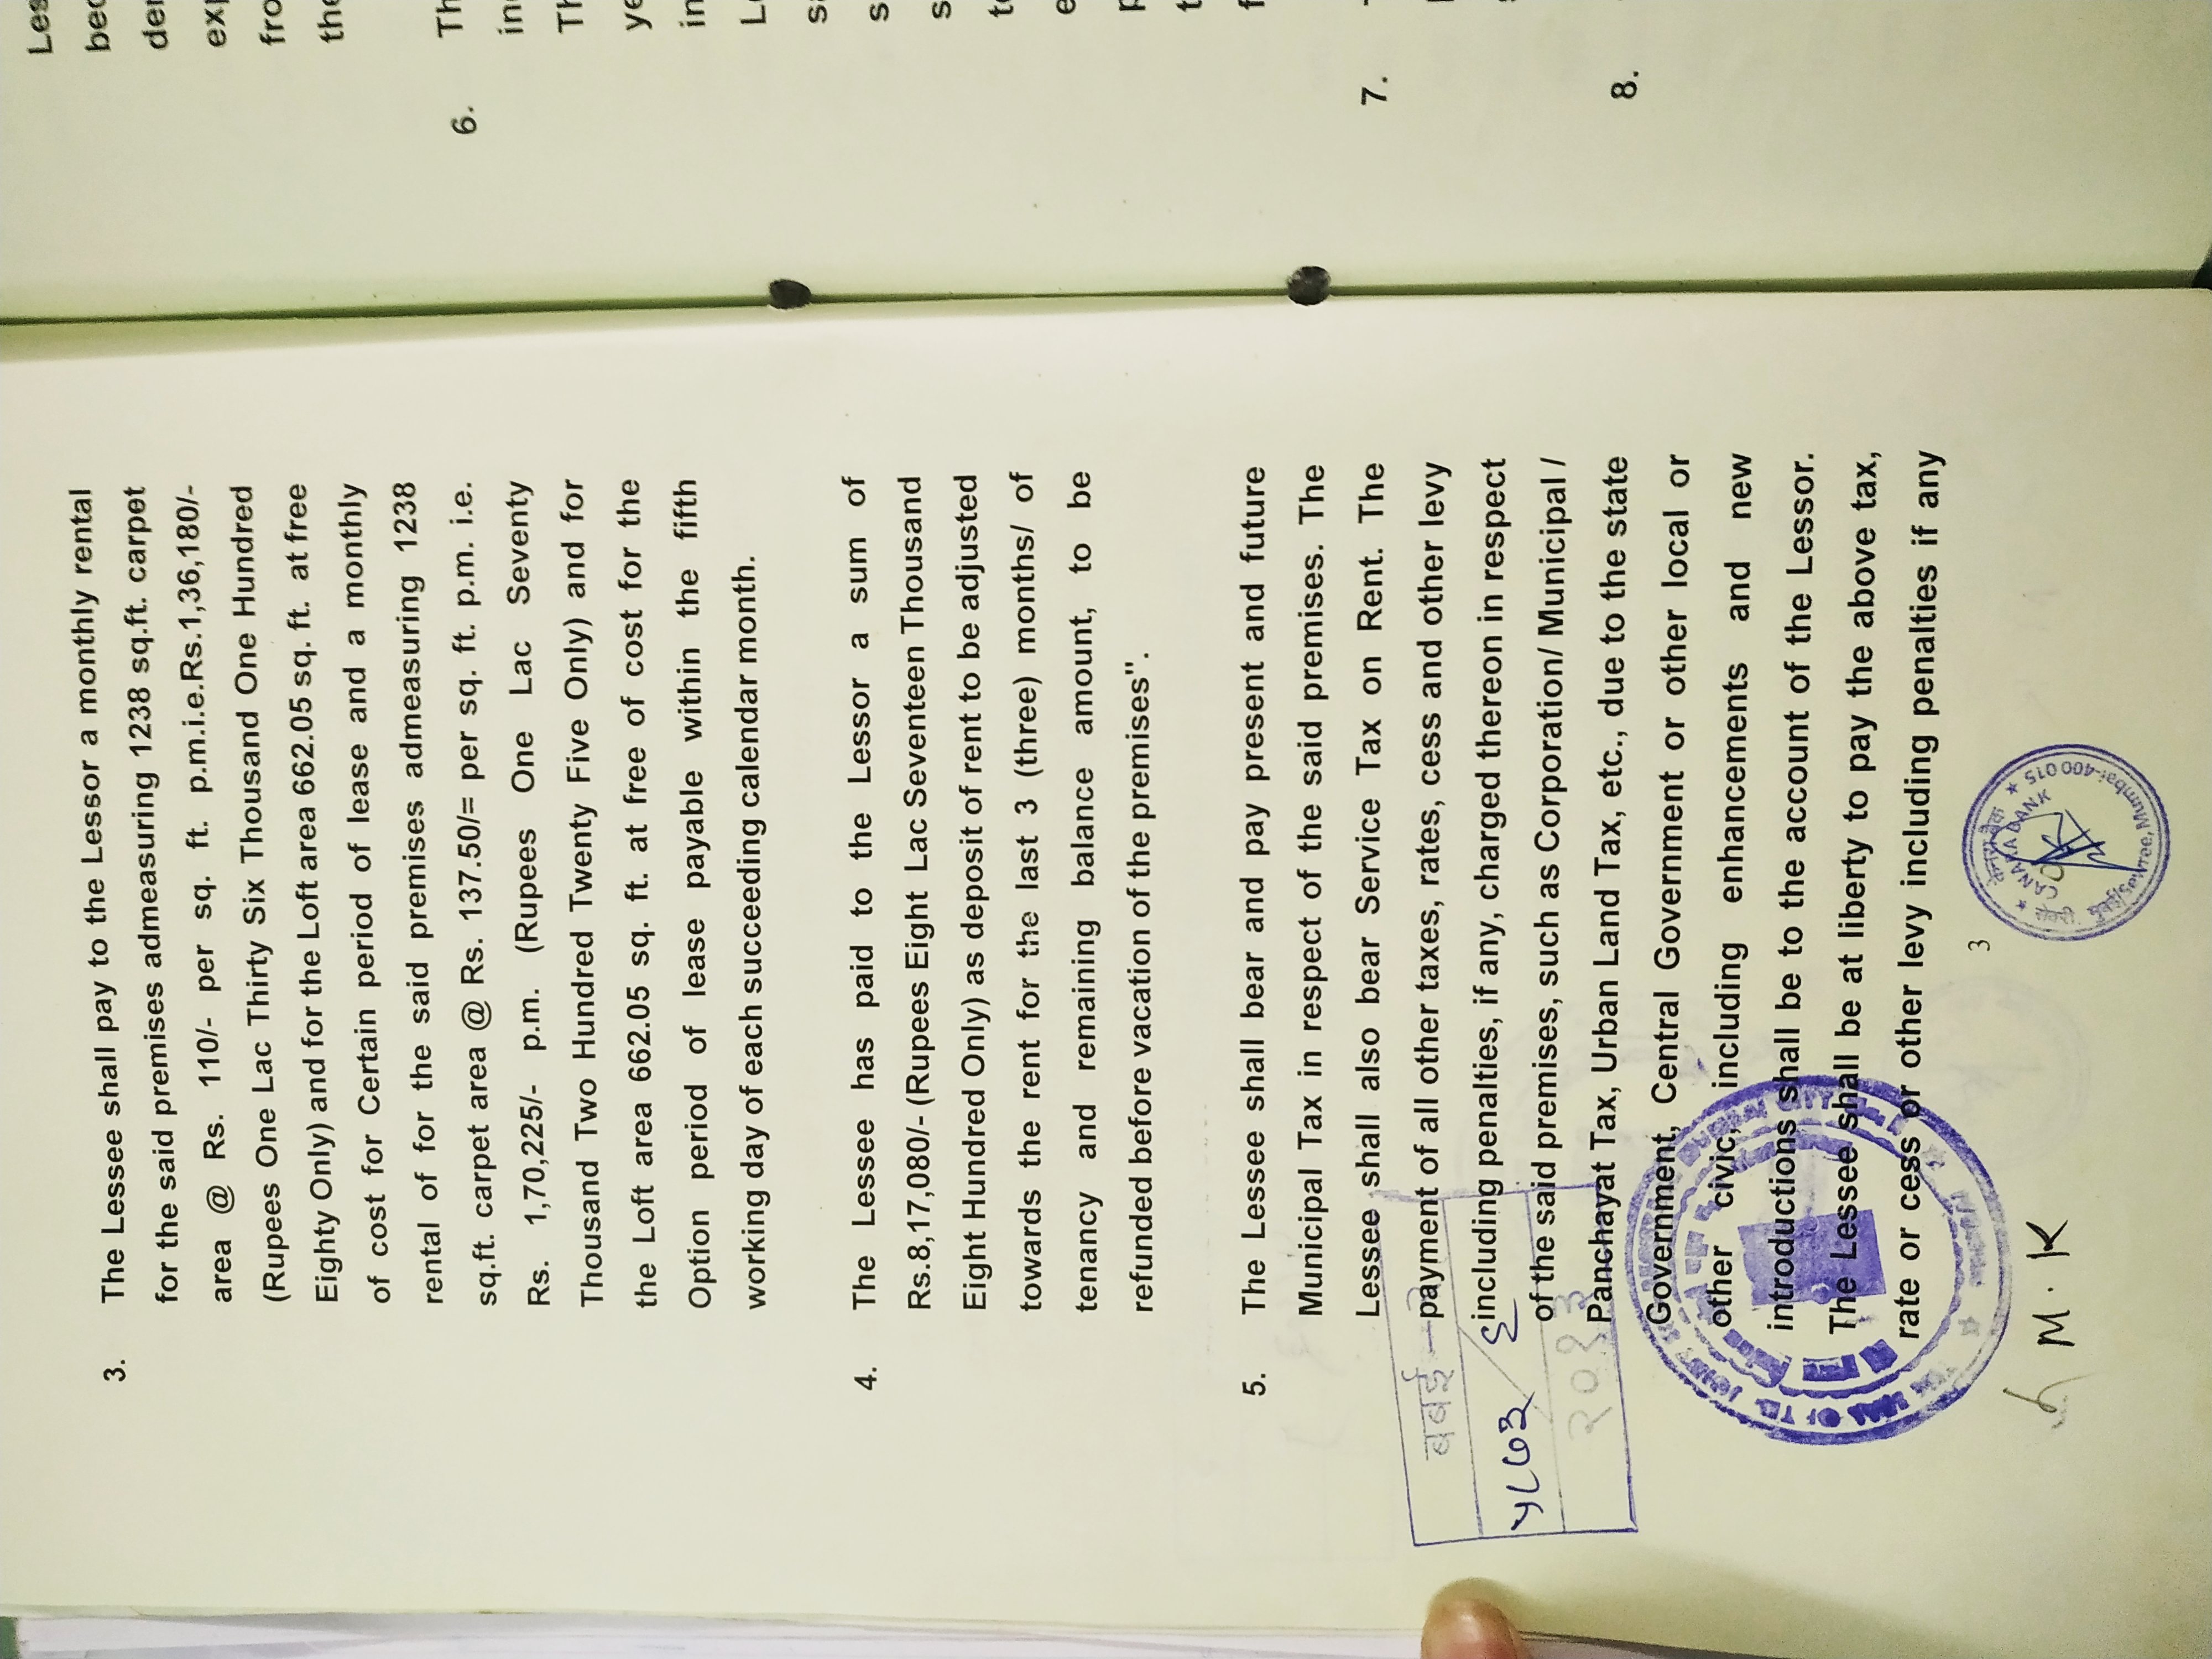 3. The Lessee shall pay to the Lessor a monthly rental
for the said premises admeasuring 1238 sq.ft. carpet
area @ Rs. 110/- per sq. ft. p.m.i.e.Rs.1,36,180/-
(Rupees One Lac Thirty Six Thousand One Hundred
Eighty Only) and for the Loft area 662.05 sq. ft. at free
of cost for Certain period of lease and a monthly
rental of for the said premises admeasuring 1238
sq.ft. carpet area @ Rs. 137.50/= per sq. ft. p.m. i.e.
Rs. 1,70,225/- p.m. (Rupees One Lac Seventy
Thousand Two Hundred Twenty Five Only) and for
the Loft area 662.05 sq. ft. at free of cost for the
Option period of lease payable within the fifth
working day of each succeeding calendar month.
4. The Lessee has paid to the Lessor a sum of
Rs.8,17,080/- (Rupees Eight Lac Seventeen Thousand
Eight Hundred Only) as deposit of rent to be adjusted
towards the rent for the last 3 (three) months/ of
tenancy and remaining balance amount, to be
refunded before vacation of the premises".
5. The Lessee shall bear and pay present and future
Municipal Tax in respect of the said premises. The
Lessee shall also bear Service Tax on Rent. The
payment of all other taxes, rates, cess and other levy
including penalties, if any, charged thereon in respect
of the said premises, such as Corporation/ Municipal /
Panchayat Tax, Urban Land Tax, etc., due to the state
Government, Central Government or other local or
other civic, including enhancements and new
introductions shall be to the account of the Lessor.
The Lessee shall be at liberty to pay the above tax,
rate or cess or other levy including penalties if any
3
बबई
२०१३
M.K
CANARA BANK
Sewree, Mumbai-400 015
Les
bec
der
exp
fro
the
6. Th
in
Th
ye
in
L
s
s
s
t
e
p
t
f
7.
8.